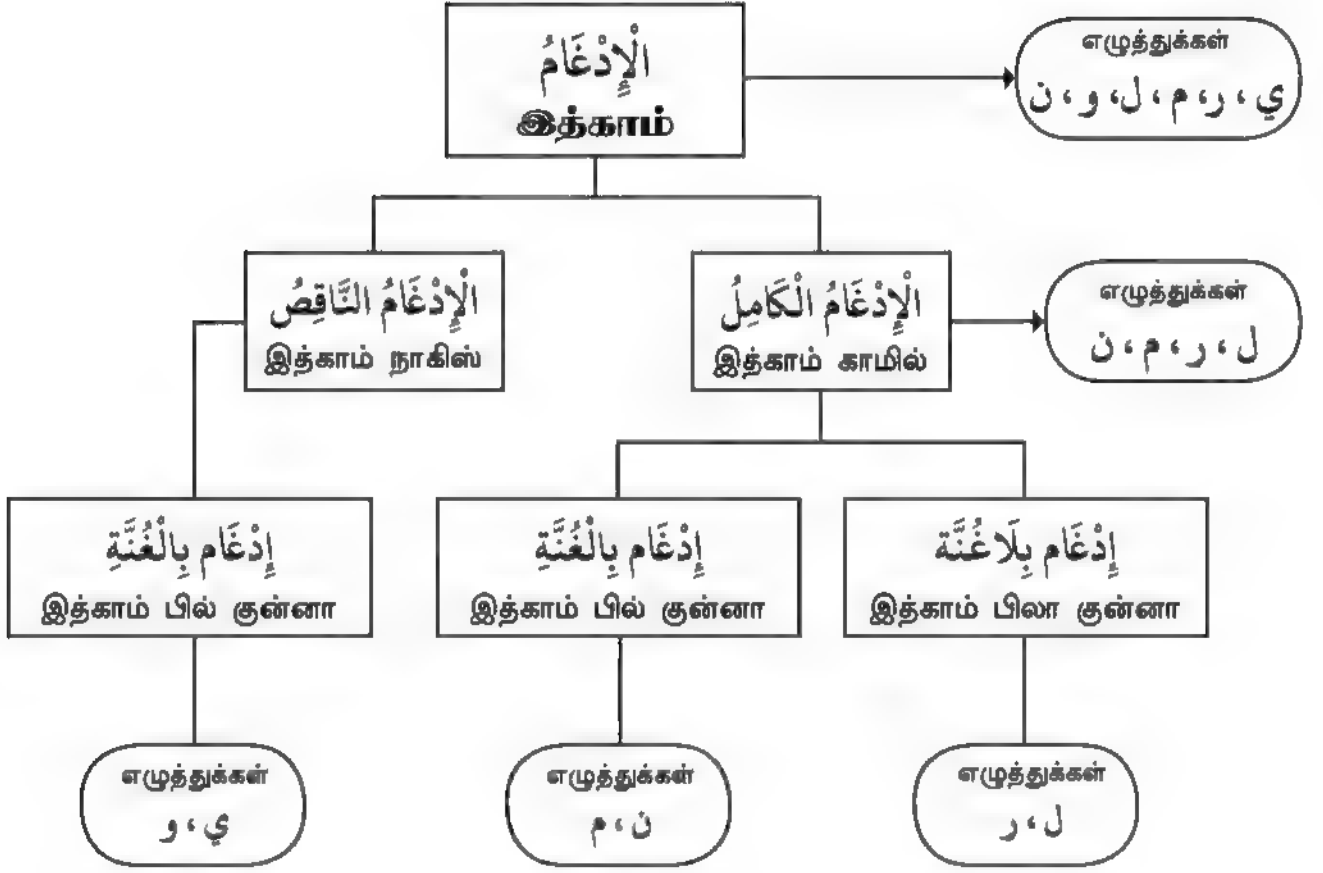 الْإِدْغَامُ
இத்காம்
எழுத்துக்கள்
ي ، ر ، م ، ل ، و ، ن
الْإِدْغَامُ النَّاقِصُ
இத்காம் நாகிஸ்
الْإِدْغَامُ الْكَامِلُ
இத்காம் காமில்
எழுத்துக்கள்
ل ، ر ، م ، ن
إِدْغَام بِالْغُنَّةِ
இத்காம் பில் குன்னா
إِدْغَام بِالْغُنَّةِ
இத்காம் பில் குன்னா
إِدْغَام بِلَاغُنَّة
இத்காம் பிலா குன்னா
எழுத்துக்கள்
ي ، و
எழுத்துக்கள்
ن ، م
எழுத்துக்கள்
ل ، ر